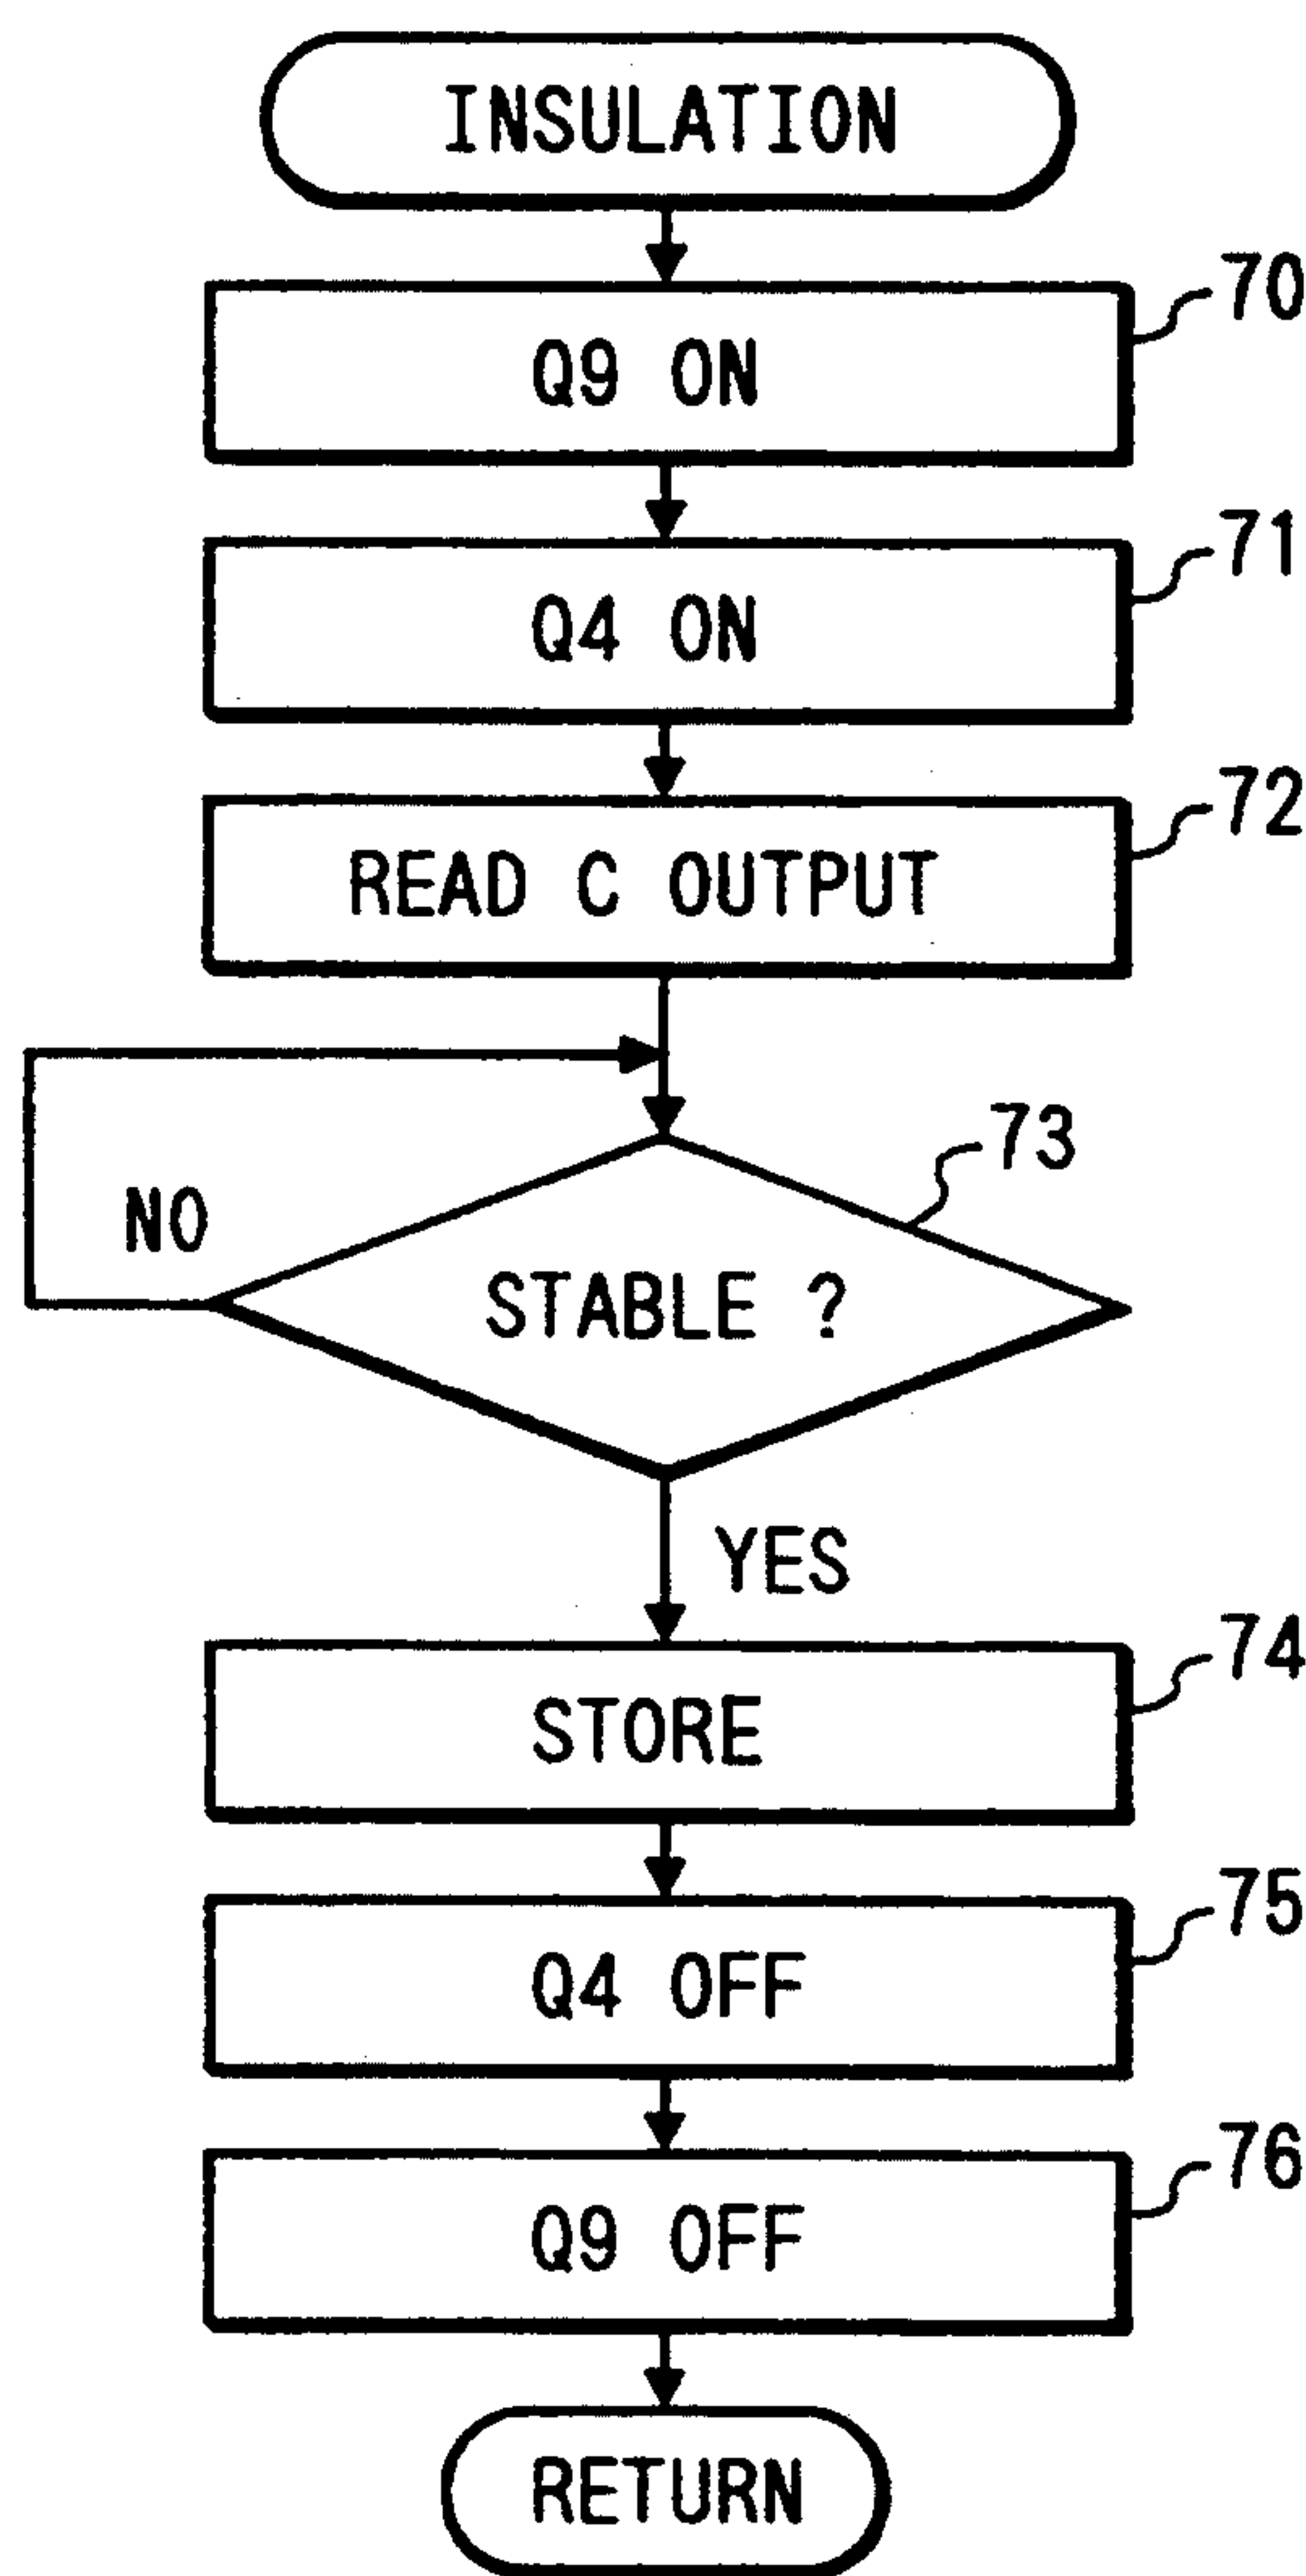 INSULATION
70
Q9 ON
71
Q4 ON
72
READ C OUTPUT
73
NO
STABLE ?
YES
74
STORE
75
Q4 OFF
76
Q9 OFF
RETURN